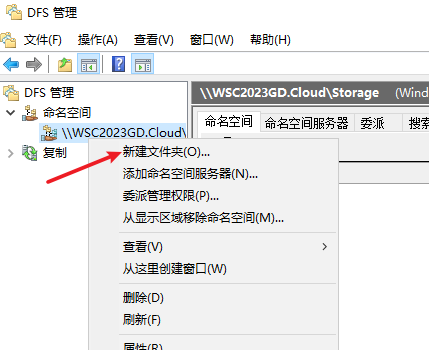 DFS 管理
文件(F) 操作(A) 查看(V) 窗口(W) 帮助(H)
DFS 管理
命名空间
\\WSC2023GD.Cloud\
复制
\\WSC2023GD.Cloud\Storage (Wind
命名空间 命名空间服务器 委派 搜索
新建文件夹(O)...
添加命名空间服务器(N)...
委派管理权限(P)...
从显示区域移除命名空间(M)...
查看(V)
从这里创建窗口(W)
删除(D)
刷新(F)
属性(R)